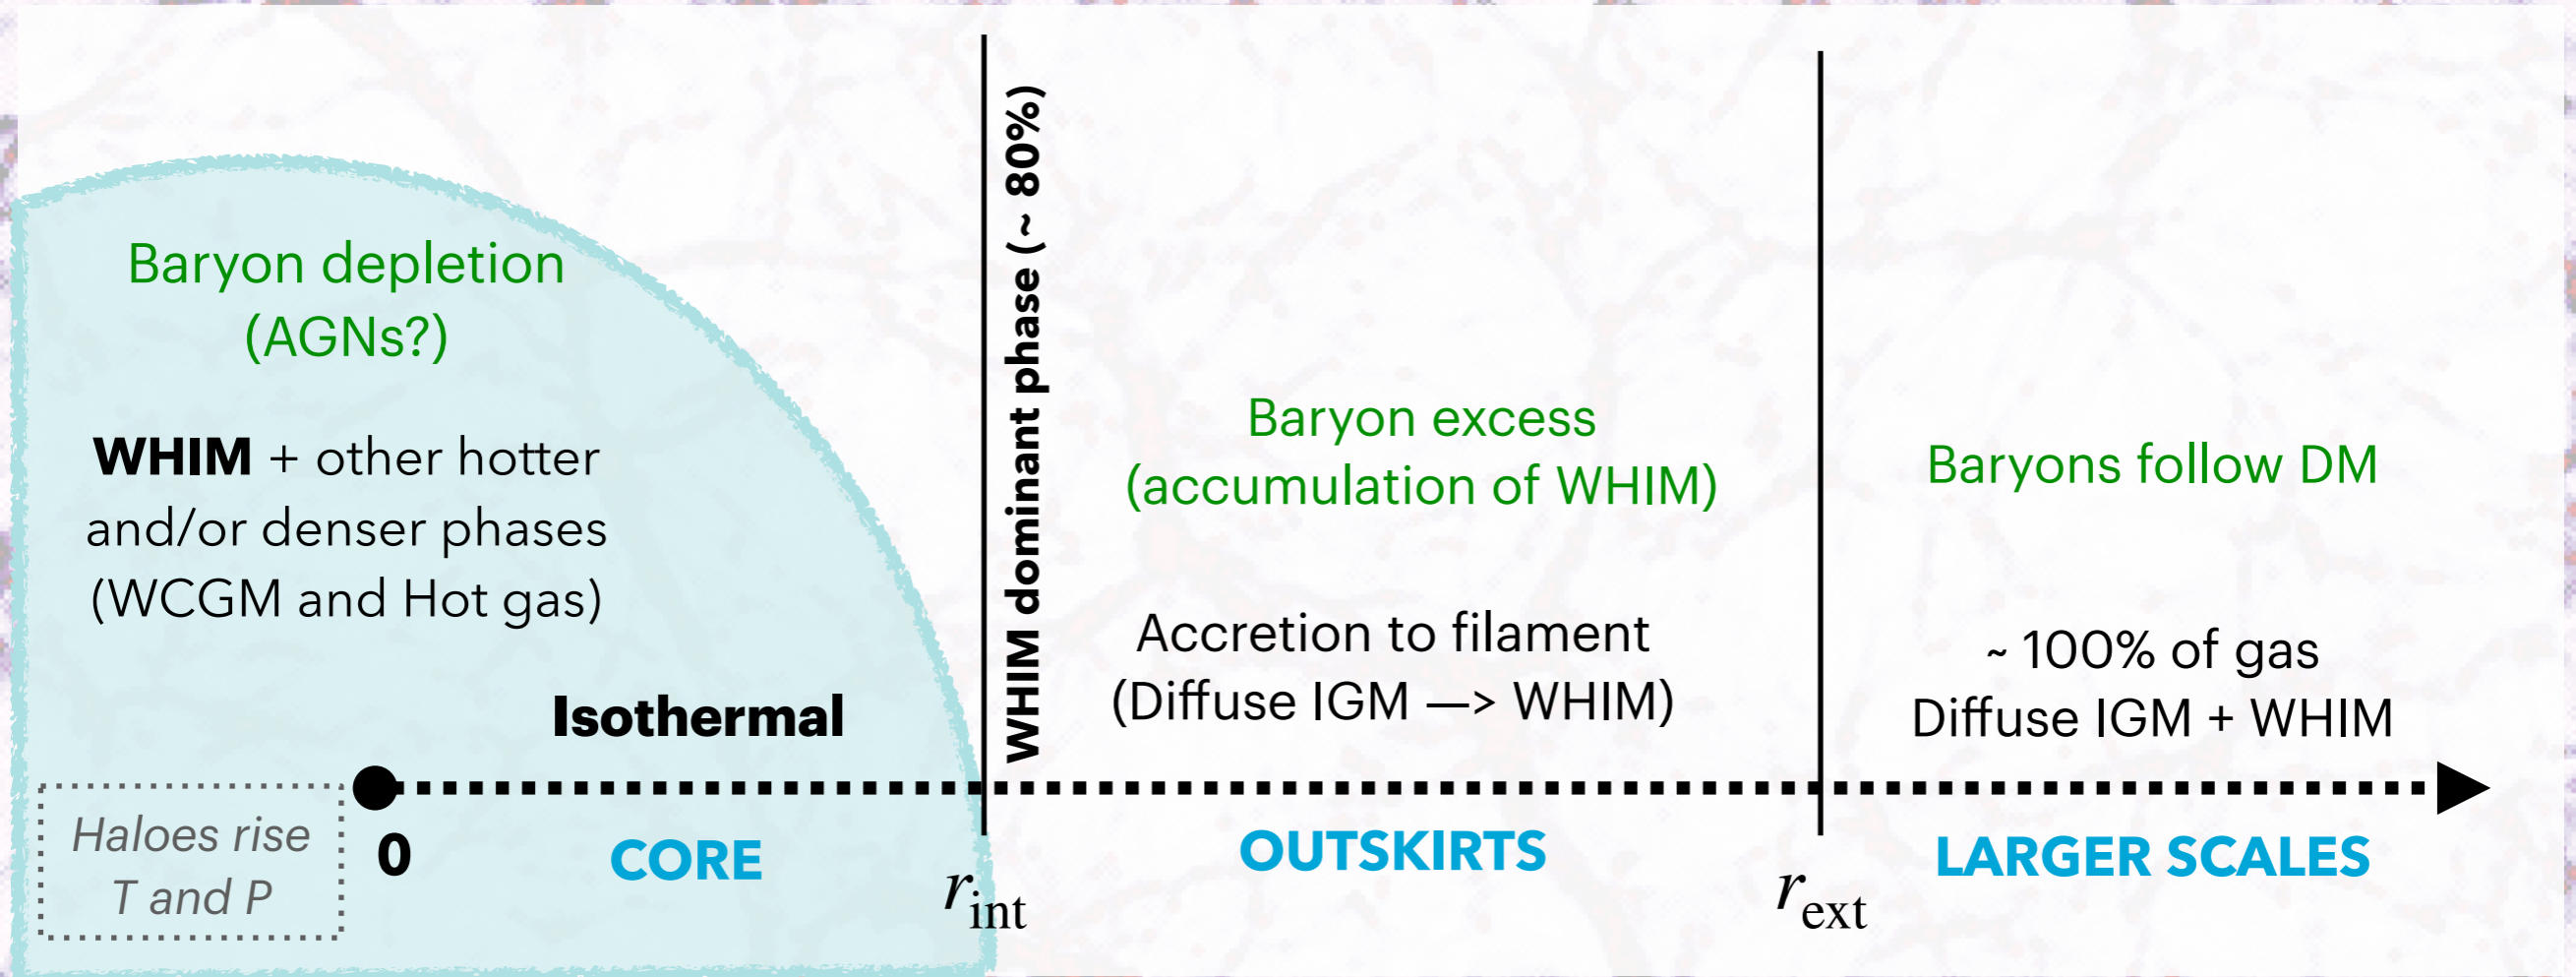 Baryon depletion
(AGNs?)
WHIM + other hotter
and/or denser phases
(WCGM and Hot gas)
Isothermal
Haloes rise
T and P
0
CORE
r_int
WHIM dominant phase (~ 80%)
Baryon excess
(accumulation of WHIM)
Accretion to filament
(Diffuse IGM —> WHIM)
OUTSKIRTS
r_ext
Baryons follow DM
~ 100% of gas
Diffuse IGM + WHIM
LARGER SCALES